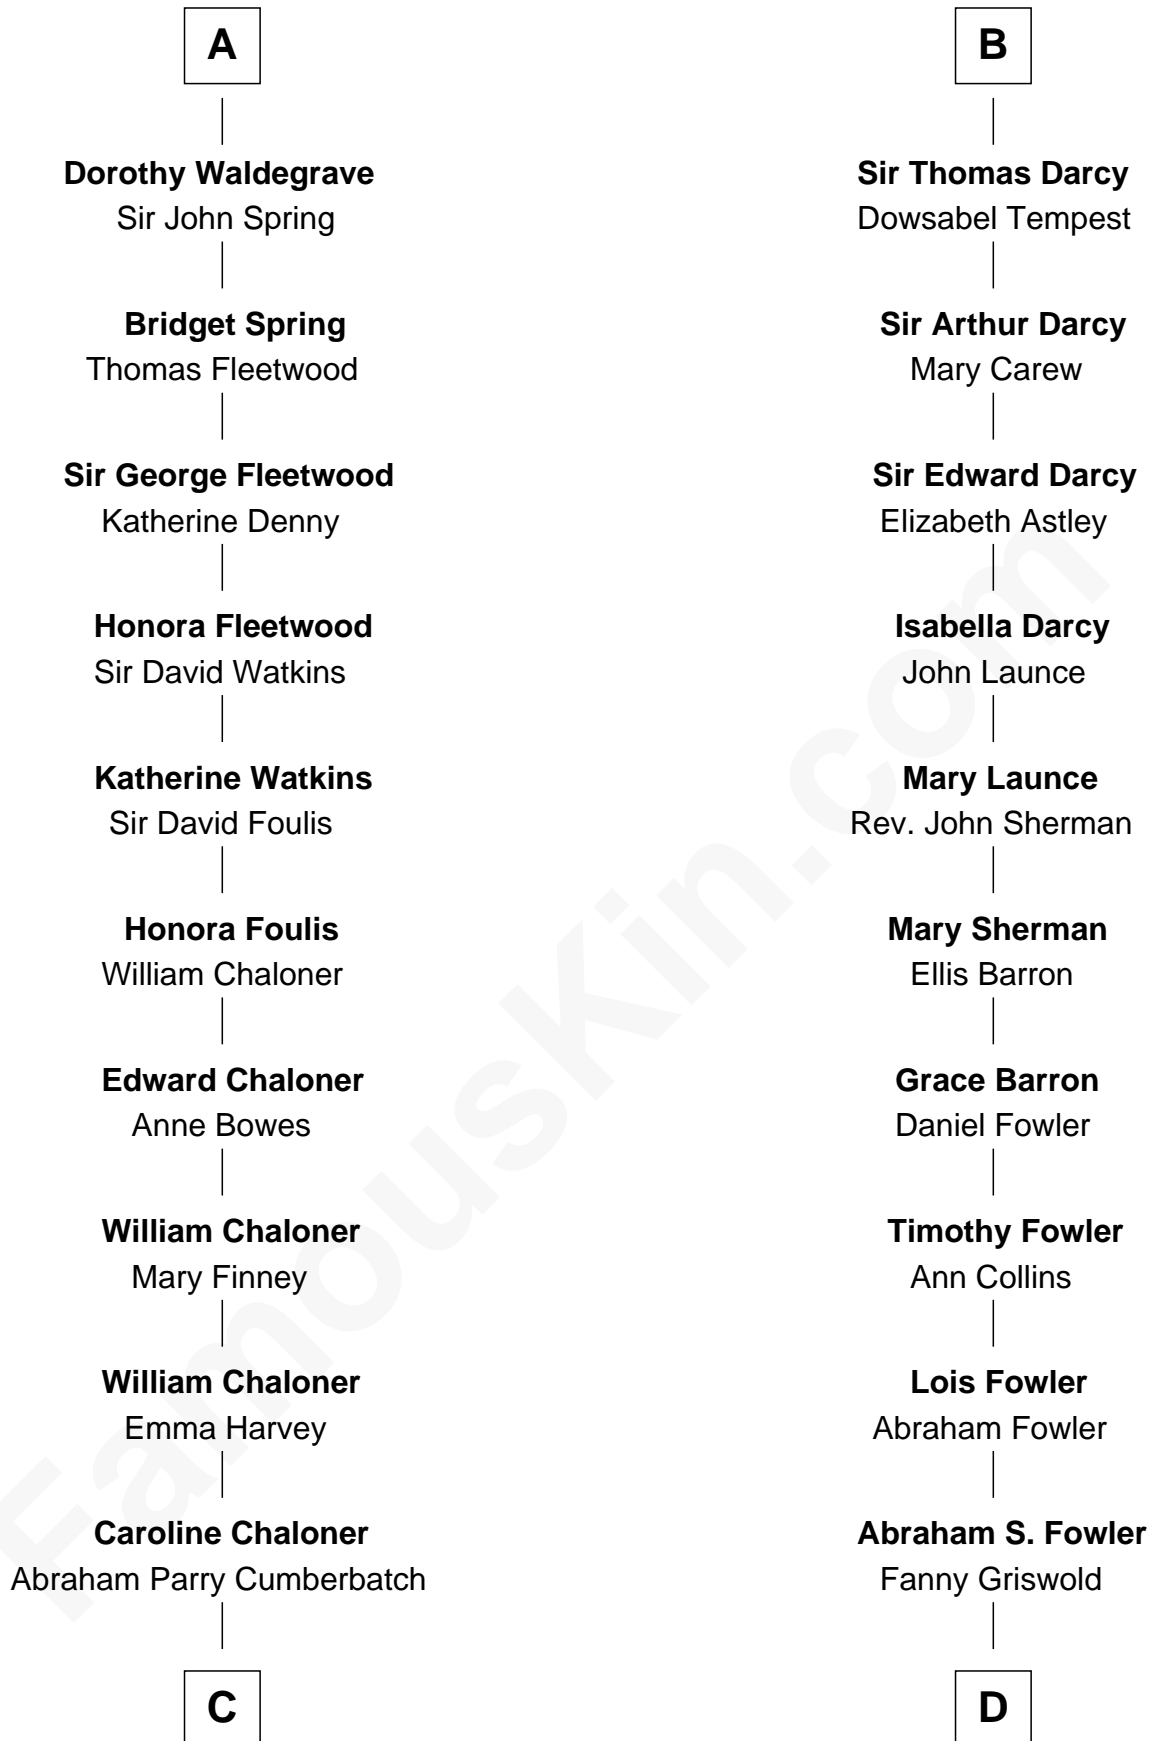 A
Dorothy Waldegrave
Sir John Spring
Bridget Spring
Thomas Fleetwood
Sir George Fleetwood
Katherine Denny
Honora Fleetwood
Sir David Watkins
Katherine Watkins
Sir David Foulis
Honora Foulis
William Chaloner
Edward Chaloner
Anne Bowes
William Chaloner
Mary Finney
William Chaloner
Emma Harvey
Caroline Chaloner
Abraham Parry Cumberbatch
C
B
Sir Thomas Darcy
Dowsabel Tempest
Sir Arthur Darcy
Mary Carew
Sir Edward Darcy
Elizabeth Astley
Isabella Darcy
John Launce
Mary Launce
Rev. John Sherman
Mary Sherman
Ellis Barron
Grace Barron
Daniel Fowler
Timothy Fowler
Ann Collins
Lois Fowler
Abraham Fowler
Abraham S. Fowler
Fanny Griswold
D
FamousKin.com